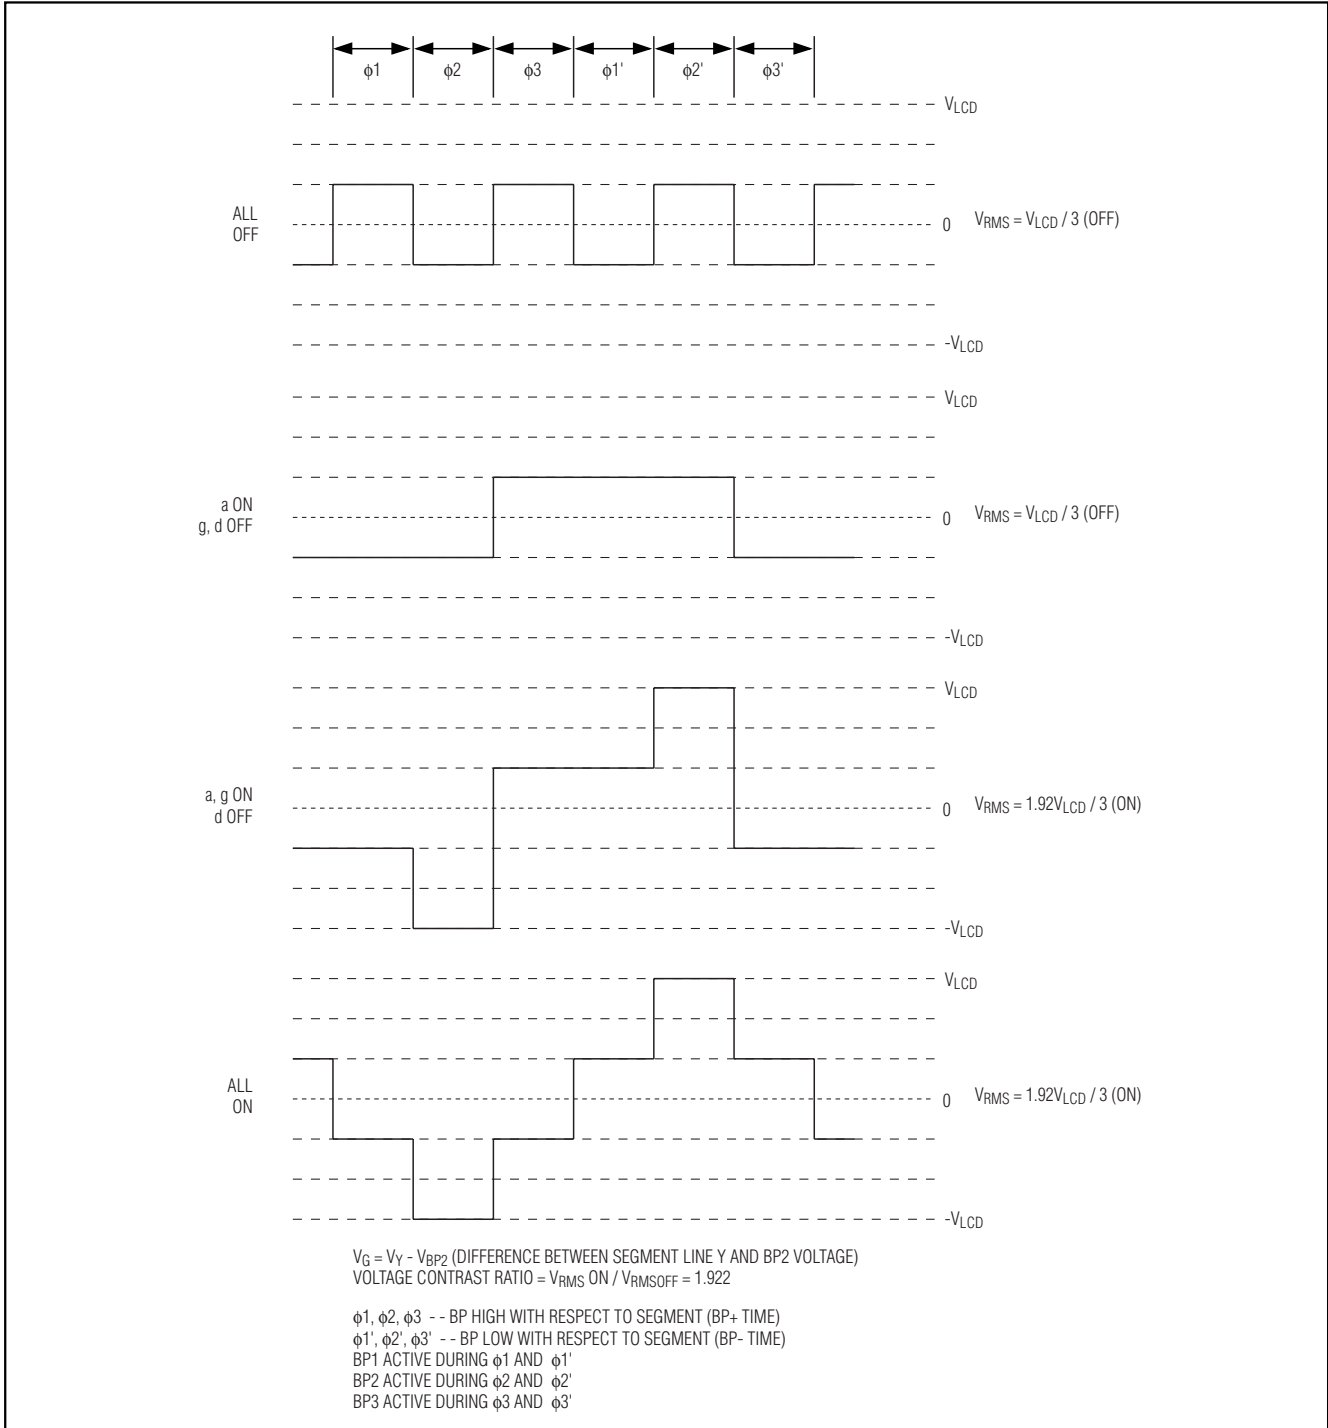 ϕ1 ϕ2 ϕ3 ϕ1' ϕ2' ϕ3'
VLCD
ALL
OFF
0 VRMS = VLCD / 3 (OFF)
-VLCD
VLCD
a ON
g, d OFF
0 VRMS = VLCD / 3 (OFF)
-VLCD
VLCD
a, g ON
d OFF
0 VRMS = 1.92VLCD / 3 (ON)
-VLCD
VLCD
ALL
ON
0 VRMS = 1.92VLCD / 3 (ON)
-VLCD
VG = VY - VBP2 (DIFFERENCE BETWEEN SEGMENT LINE Y AND BP2 VOLTAGE)
VOLTAGE CONTRAST RATIO = VRMS ON / VRMSOFF = 1.922
ϕ1, ϕ2, ϕ3 - - BP HIGH WITH RESPECT TO SEGMENT (BP+ TIME)
ϕ1', ϕ2', ϕ3' - - BP LOW WITH RESPECT TO SEGMENT (BP- TIME)
BP1 ACTIVE DURING ϕ1 AND ϕ1'
BP2 ACTIVE DURING ϕ2 AND ϕ2'
BP3 ACTIVE DURING ϕ3 AND ϕ3'